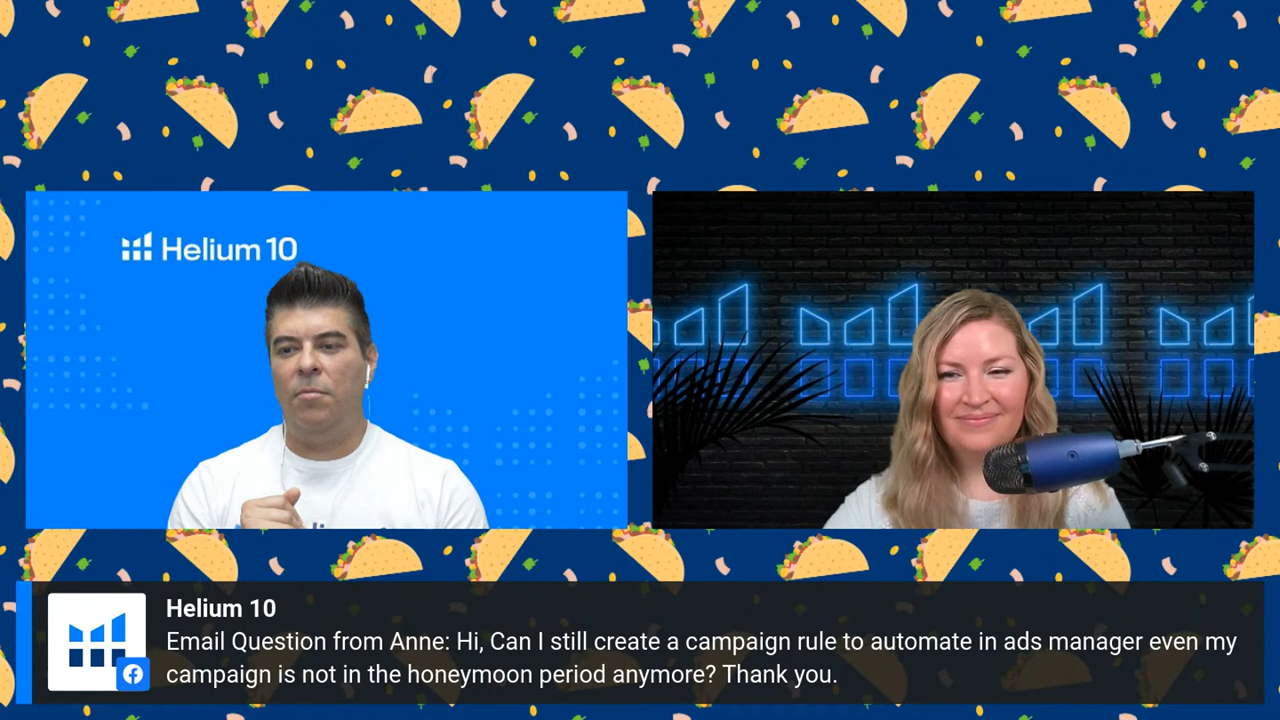 Helium 10
Helium 10
Email Question from Anne: Hi, Can I still create a campaign rule to automate in ads manager even my
campaign is not in the honeymoon period anymore? Thank you.